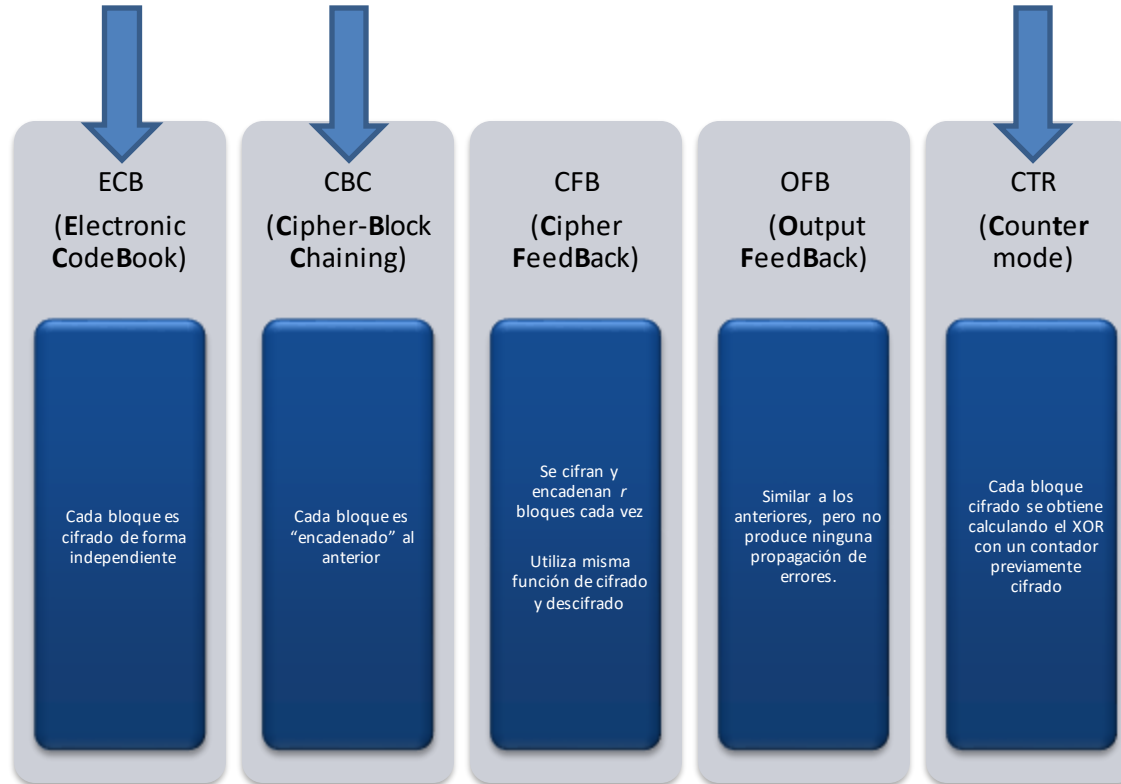 ECB
(Electronic
CodeBook)
Cada bloque es
cifrado de forma
independiente
CBC
(Cipher-Block
Chaining)
Cada bloque es
“encadenado” al
anterior
CFB
(Cipher
FeedBack)
Se cifran y
encadenan r
bloques cada vez
Utiliza misma
función de cifrado
y descifrado
OFB
(Output
FeedBack)
Similar a los
anteriores, pero no
produce ninguna
propagación de
errores.
CTR
(Counter
mode)
Cada bloque
cifrado se obtiene
calculando el XOR
con un contador
previamente
cifrado